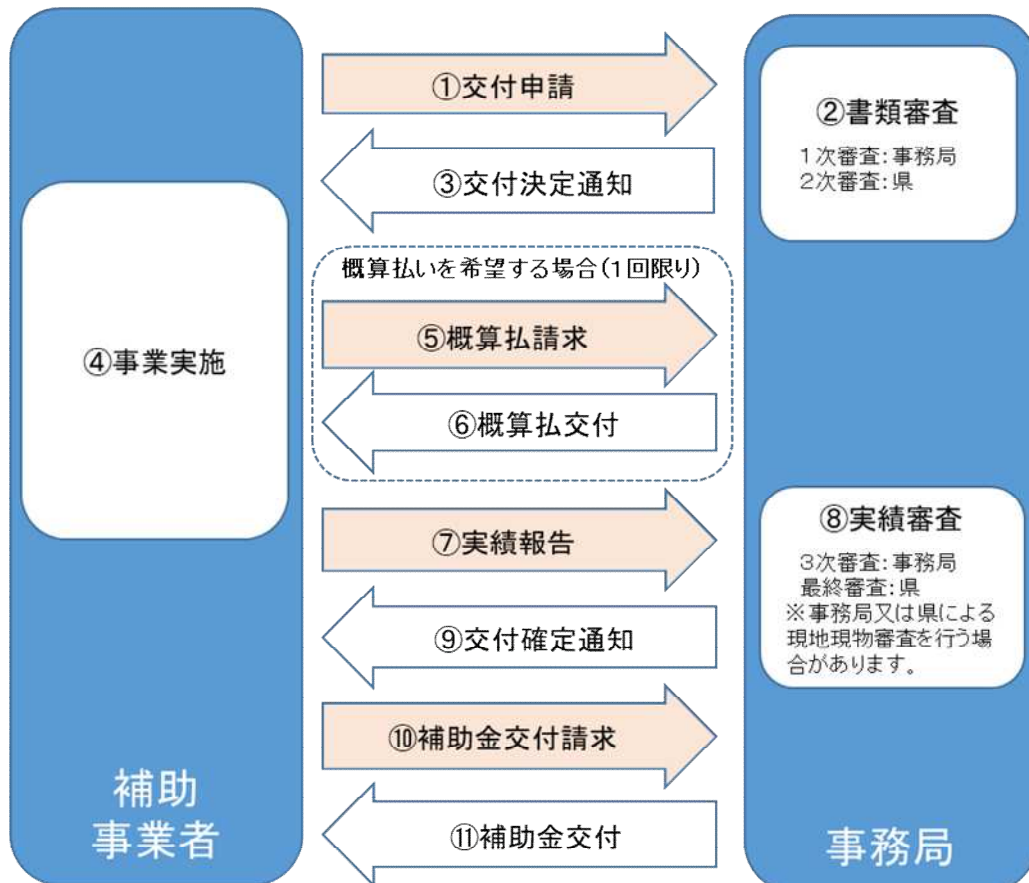 ①交付申請
②書類審査
1次審査:事務局
2次審査:県
③交付決定通知
④事業実施
概算払いを希望する場合(1回限り)
⑤概算払請求
⑥概算払交付
⑦実績報告
⑧実績審査
3次審査:事務局
最終審査:県
※事務局又は県による
現地現物審査を行う場
合があります。
⑨交付確定通知
⑩補助金交付請求
⑪補助金交付
補助
事業者
事務局